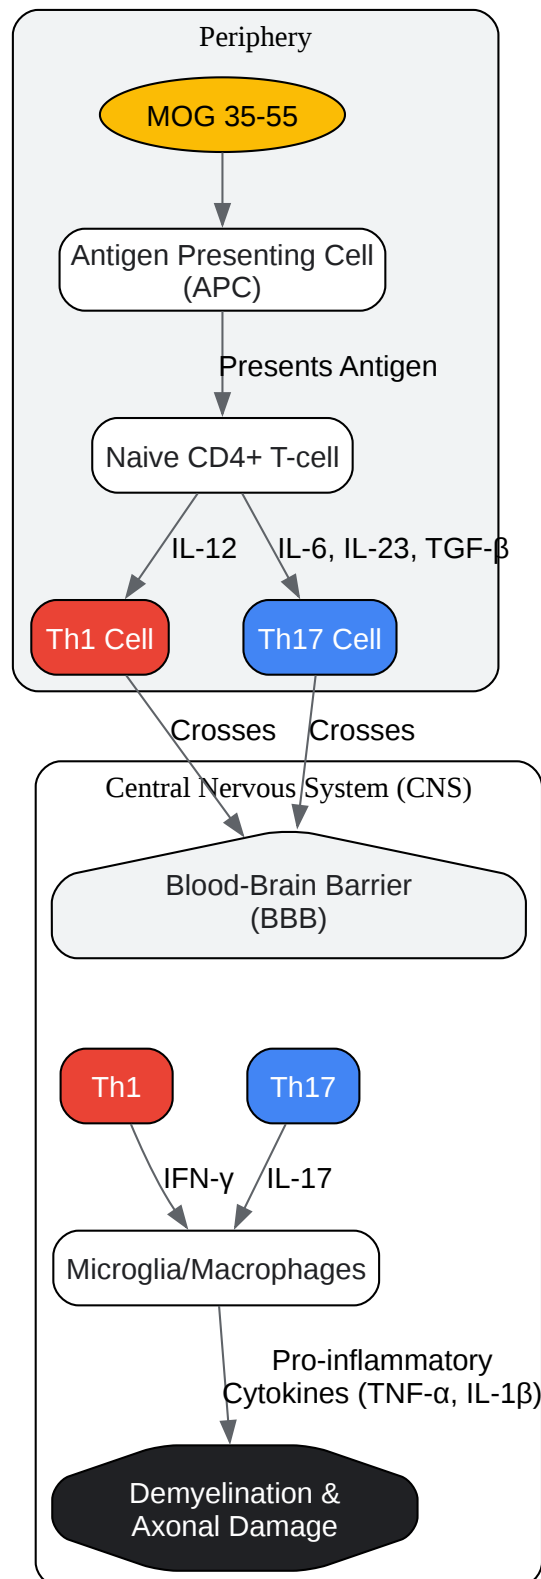 Periphery
MOG 35-55
Antigen Presenting Cell
(APC)
Presents Antigen
Naive CD4+ T-cell
IL-12
IL-6, IL-23, TGF-β
Th1 Cell
Th17 Cell
Crosses
Crosses
Central Nervous System (CNS)
Blood-Brain Barrier
(BBB)
Th1
Th17
IFN-γ
IL-17
Microglia/Macrophages
Pro-inflammatory
Cytokines (TNF-α, IL-1β)
Demyelination &
Axonal Damage